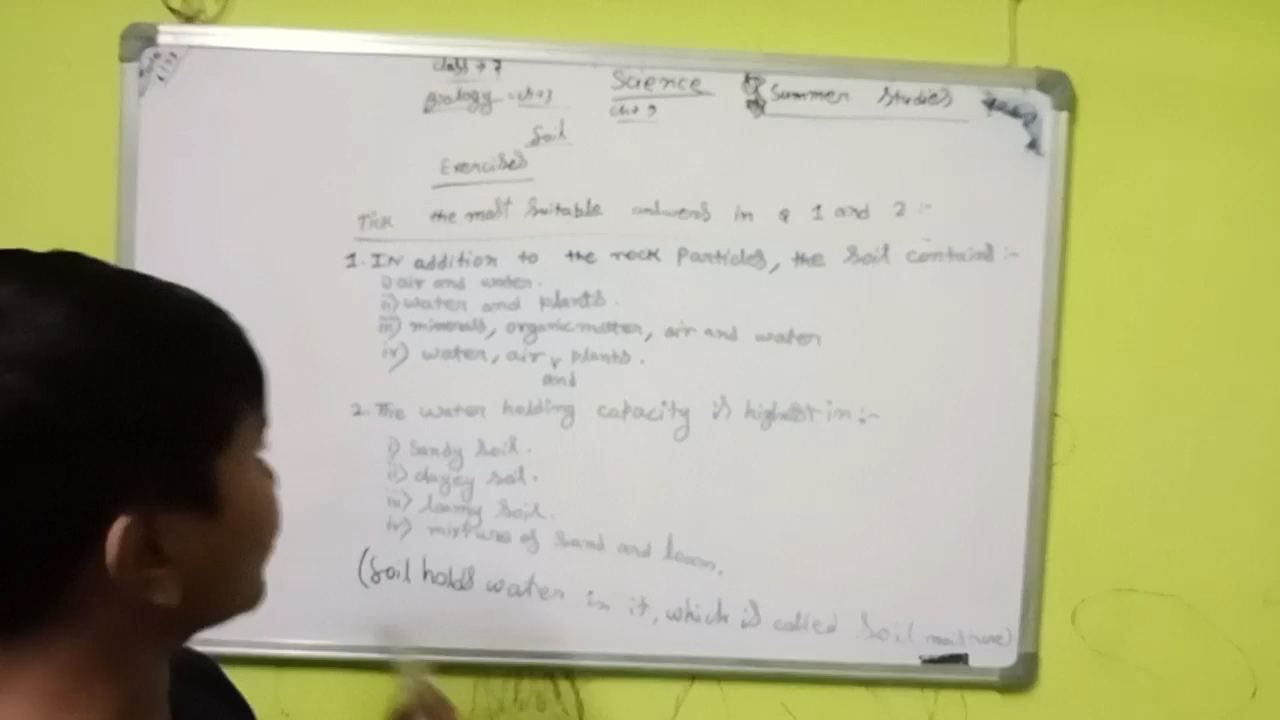 class → 7
Science
Summer Studies
Biology - ch → 9
ch → 9
Soil
Exercises
Tick the most suitable answers in Q 1 and 2 :-
1. IN addition to the rock Particles, the soil contains :-
i) air and water.
ii) water and plants.
iii) minerals, organic matter, air and water
iv) water, air, plants.
and
2. The water holding capacity is highest in :-
i) Sandy soil.
ii) clayey soil.
iii) loamy soil.
iv) mixture of sand and loam.
(Soil holds water in it, which is called Soil moisture)